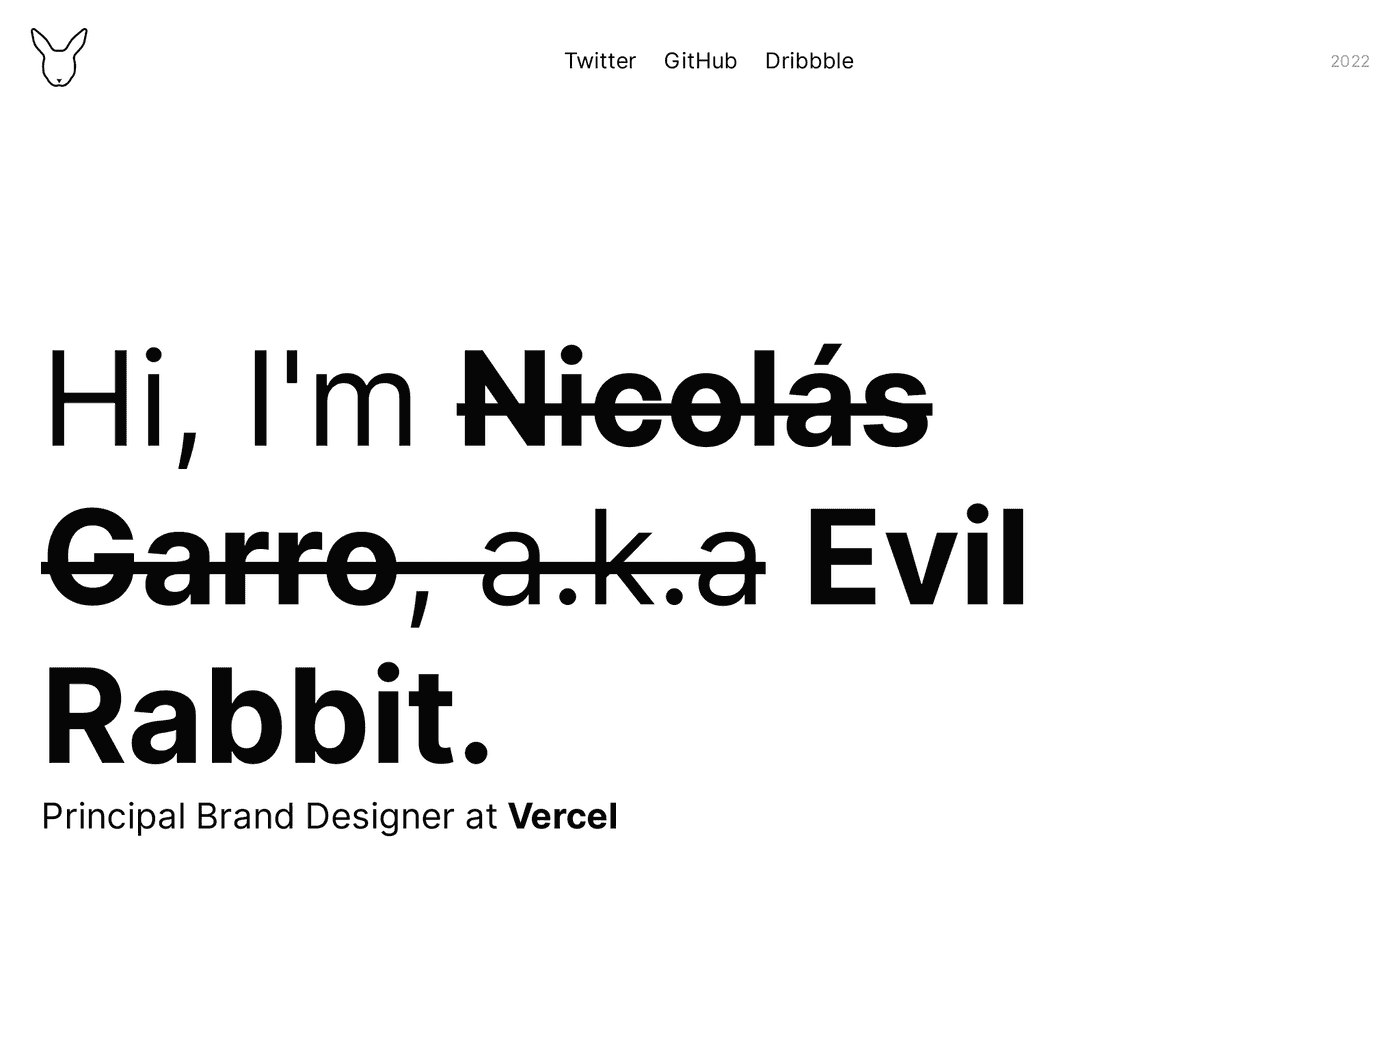 Twitter GitHub Dribbble 2022
Hi, I'm Nicolás
Garro, a.k.a Evil
Rabbit.
Principal Brand Designer at Vercel